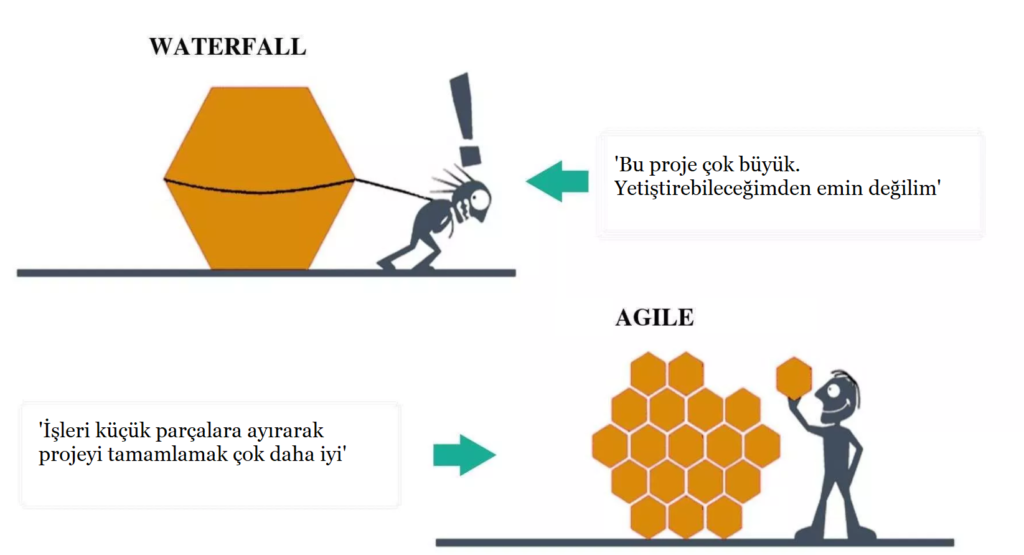 WATERFALL
'Bu proje çok büyük.
Yetiştirebileceğimden emin değilim'
AGILE
'İşleri küçük parçalara ayırarak
projeyi tamamlamak çok daha iyi'